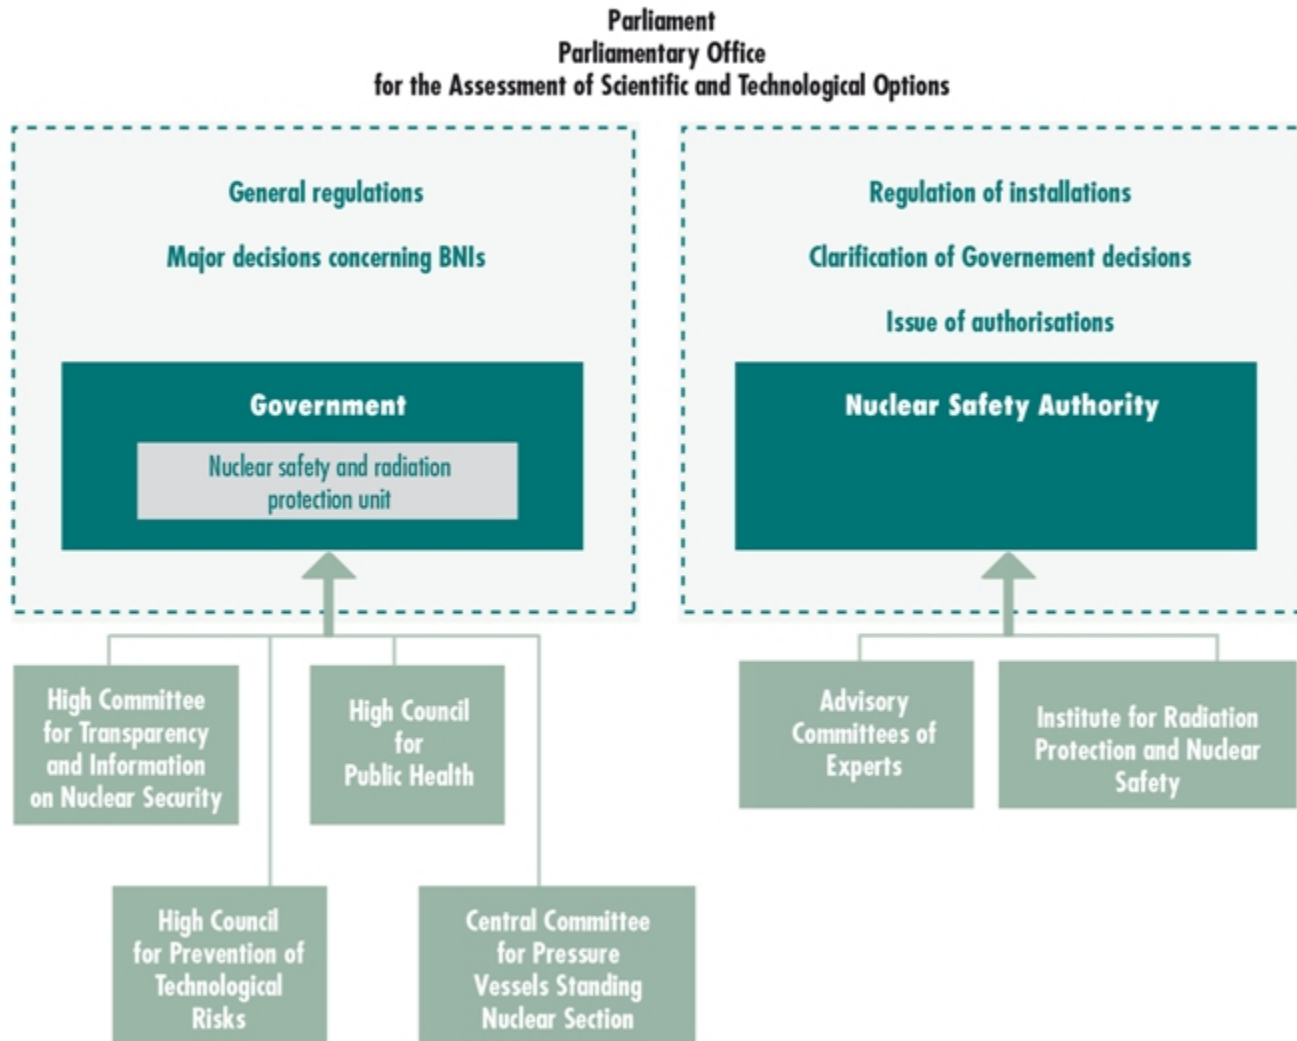 Parliament
Parliamentary Office
for the Assessment of Scientific and Technological Options
General regulations
Major decisions concerning BNIs
Government
Nuclear safety and radiation
protection unit
Regulation of installations
Clarification of Governement decisions
Issue of authorisations
Nuclear Safety Authority
High Committee
for Transparency
and Information
on Nuclear Security
High Council
for
Public Health
High Council
for Prevention of
Technological
Risks
Central Committee
for Pressure
Vessels Standing
Nuclear Section
Advisory
Committees of
Experts
Institute for Radiation
Protection and Nuclear
Safety